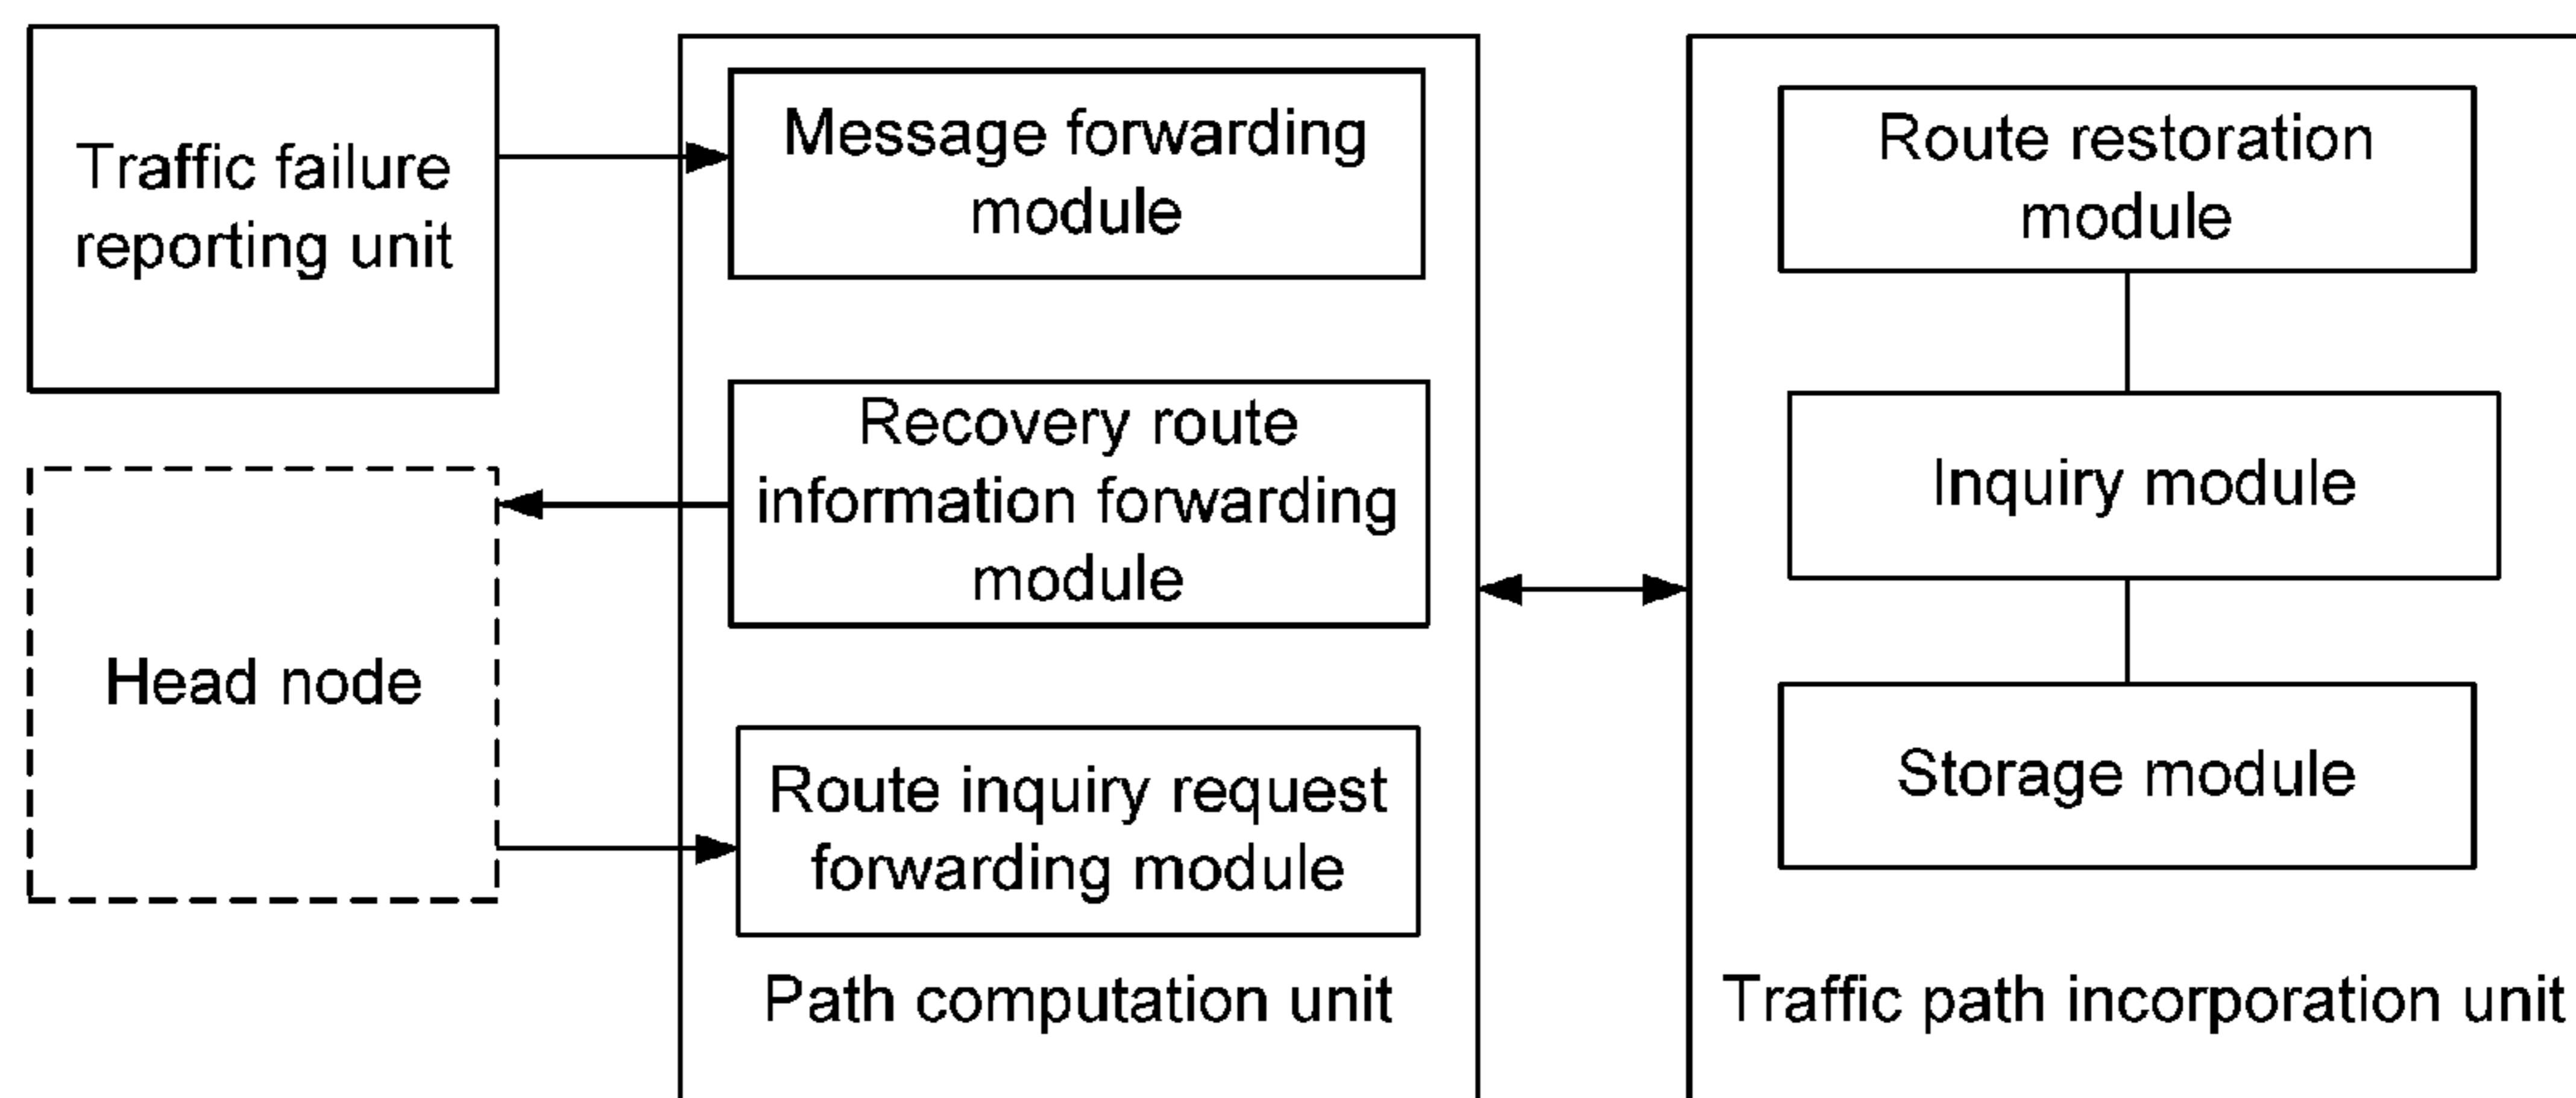 Traffic failure
reporting unit
Head node
Message forwarding
module
Recovery route
information forwarding
module
Route inquiry request
forwarding module
Path computation unit
Route restoration
module
Inquiry module
Storage module
Traffic path incorporation unit